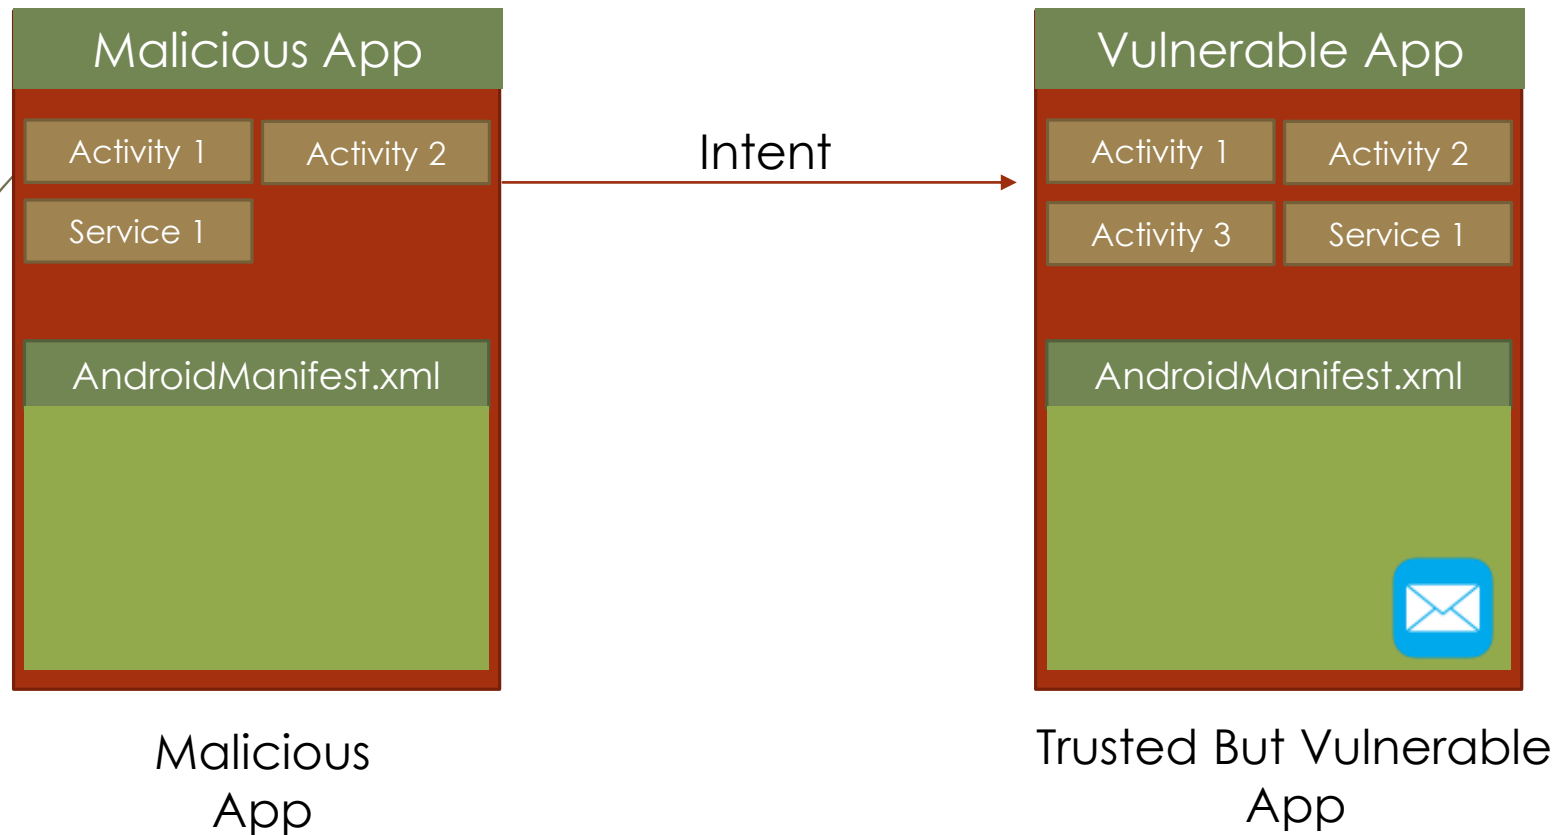 Malicious App
Activity 1
Activity 2
Service 1
AndroidManifest.xml
Malicious
App
Intent
Vulnerable App
Activity 1
Activity 2
Activity 3
Service 1
AndroidManifest.xml
Trusted But Vulnerable
App